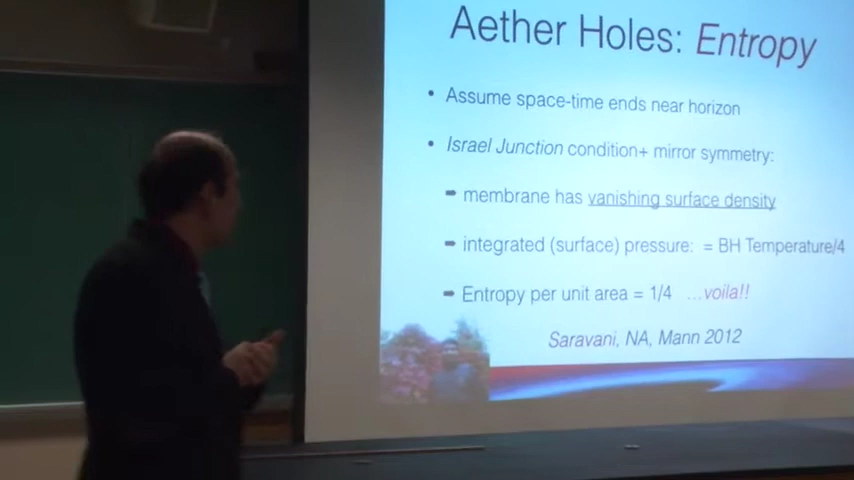 Aether Holes: Entropy
• Assume space-time ends near horizon
• Israel Junction condition+ mirror symmetry:
➡ membrane has vanishing surface density
➡ integrated (surface) pressure: = BH Temperature/4
➡ Entropy per unit area = 1/4 ...voila!!
Saravani, NA, Mann 2012